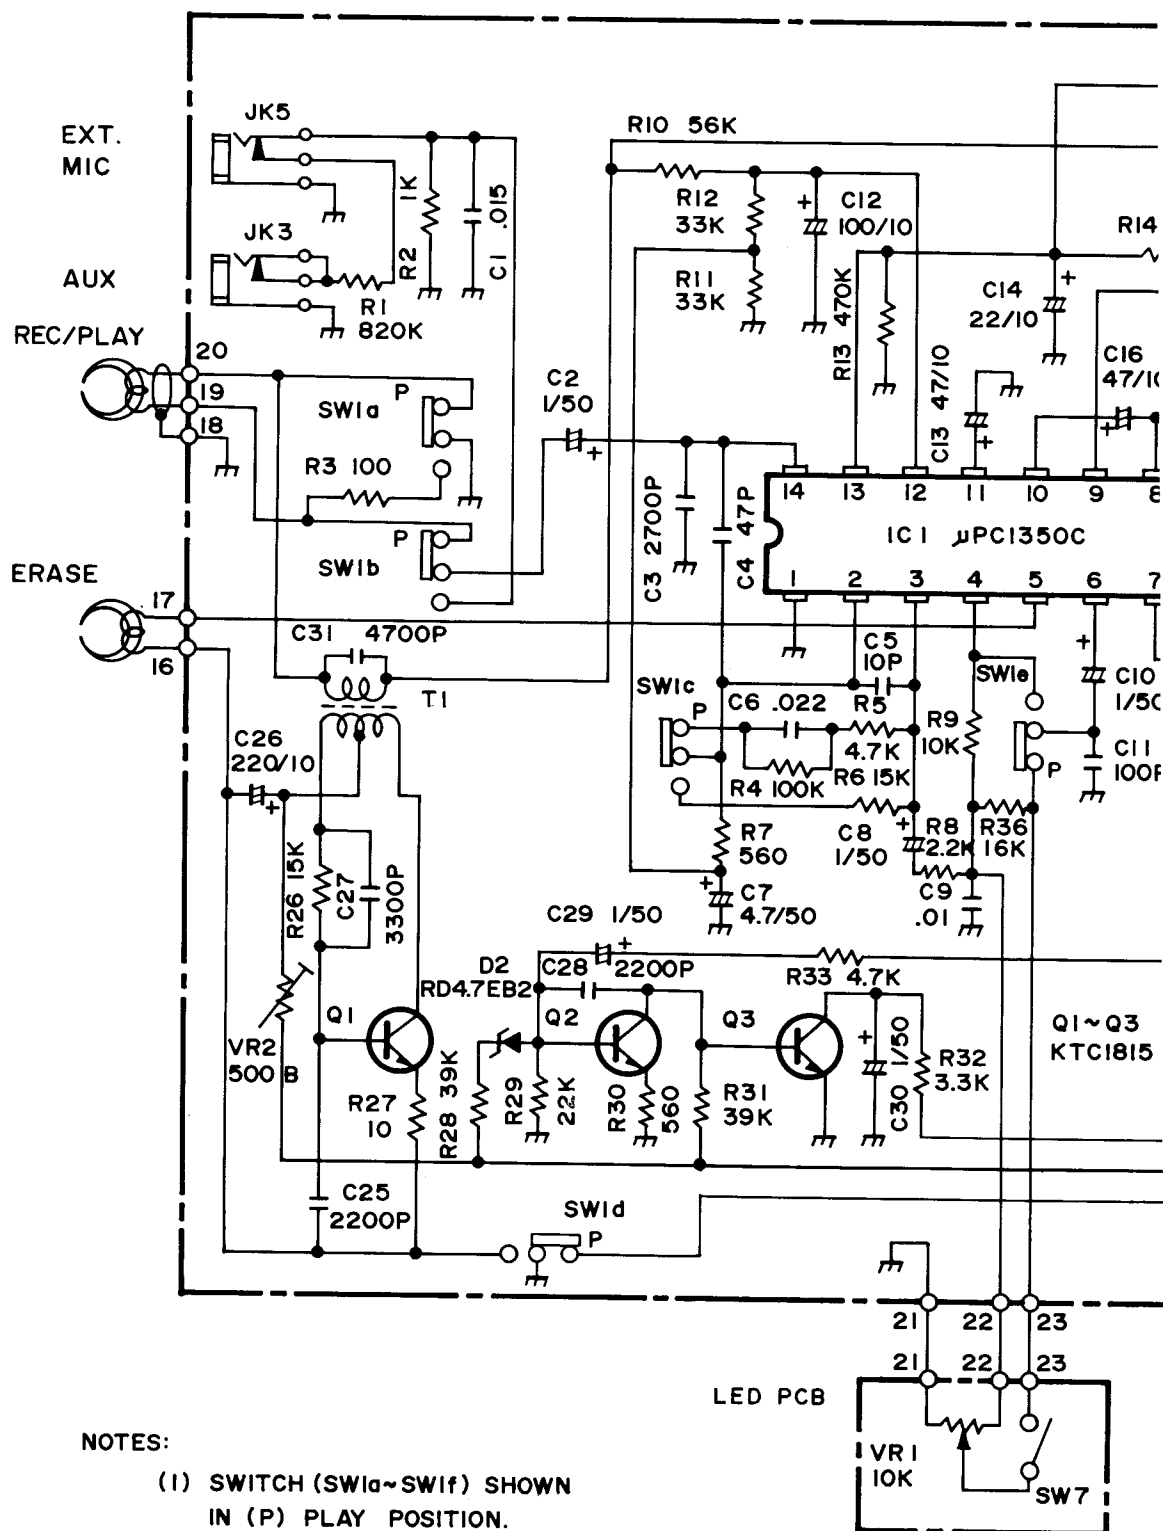 EXT.
MIC
JK5
1K
R2
C1 .015
AUX
JK3
R1
820K
R10 56K
R12
33K
R11
33K
C12
100/10
+
R13 470K
C14
22/10
+
R14
REC/PLAY
20
19
18
SW1a
P
C2
1/50
+
R3 100
SW1b
P
C3 2700P
C4 47P
C13 47/10
+
C16
47/10
+
14
13
12
11
10
9
8
IC1 μPC1350C
1
2
3
4
5
6
7
ERASE
17
16
C31 4700P
T1
C26
220/10
+
SW1c
P
C5
10P
C6 .022
R5
4.7K
R4 100K
R6 15K
R9
10K
SW1e
P
+
C10
1/50
C11
100P
R7
560
C8
1/50
+
R8
2.2K
R36
16K
C7
4.7/50
+
C9
.01
R26 15K
C27
3300P
C29 1/50
+
D2
RD4.7EB2
C28
2200P
R33 4.7K
Q1
Q2
Q3
Q1~Q3
KTC1815
VR2
500 B
R27
10
R28 39K
R29
22K
R30
560
R31
39K
+
C30 1/50
R32
3.3K
C25
2200P
SW1d
P
21
22
23
21
22
23
LED PCB
VR1
10K
SW7
NOTES:
(1) SWITCH (SW1a~SW1f) SHOWN
IN (P) PLAY POSITION.